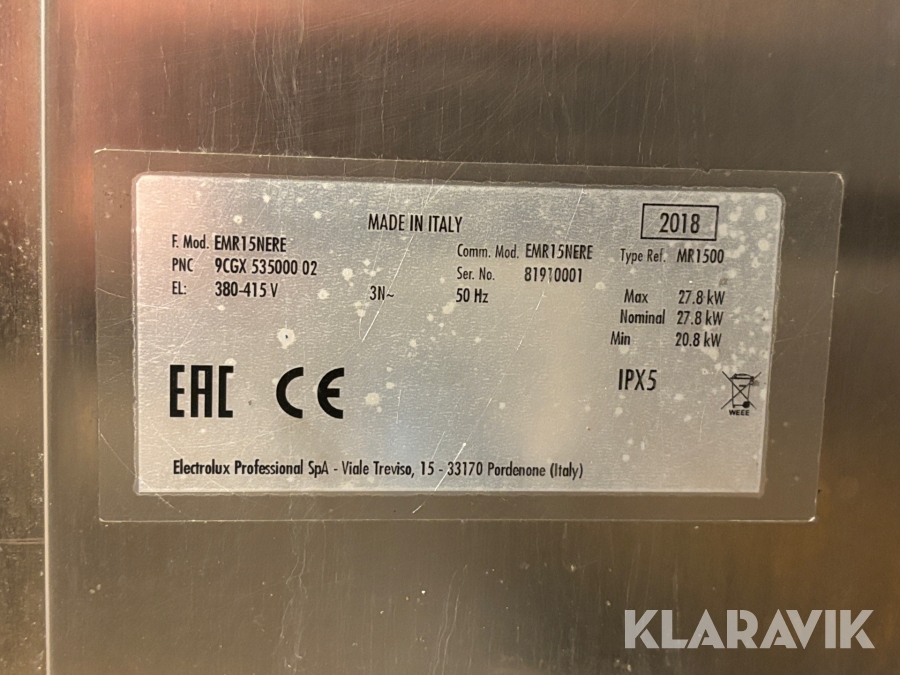 MADE IN ITALY
2018
F. Mod. EMR15NERE
Comm. Mod. EMR15NERE
Type Ref. MR1500
PNC 9CGX 535000 02
Ser. No. 81910001
EL: 380-415 V 3N~ 50 Hz
Max 27.8 kW
Nominal 27.8 kW
Min 20.8 kW
EAC CE
IPX5
WEEE
Electrolux Professional SpA - Viale Treviso, 15 - 33170 Pordenone (Italy)
KLARAVIK